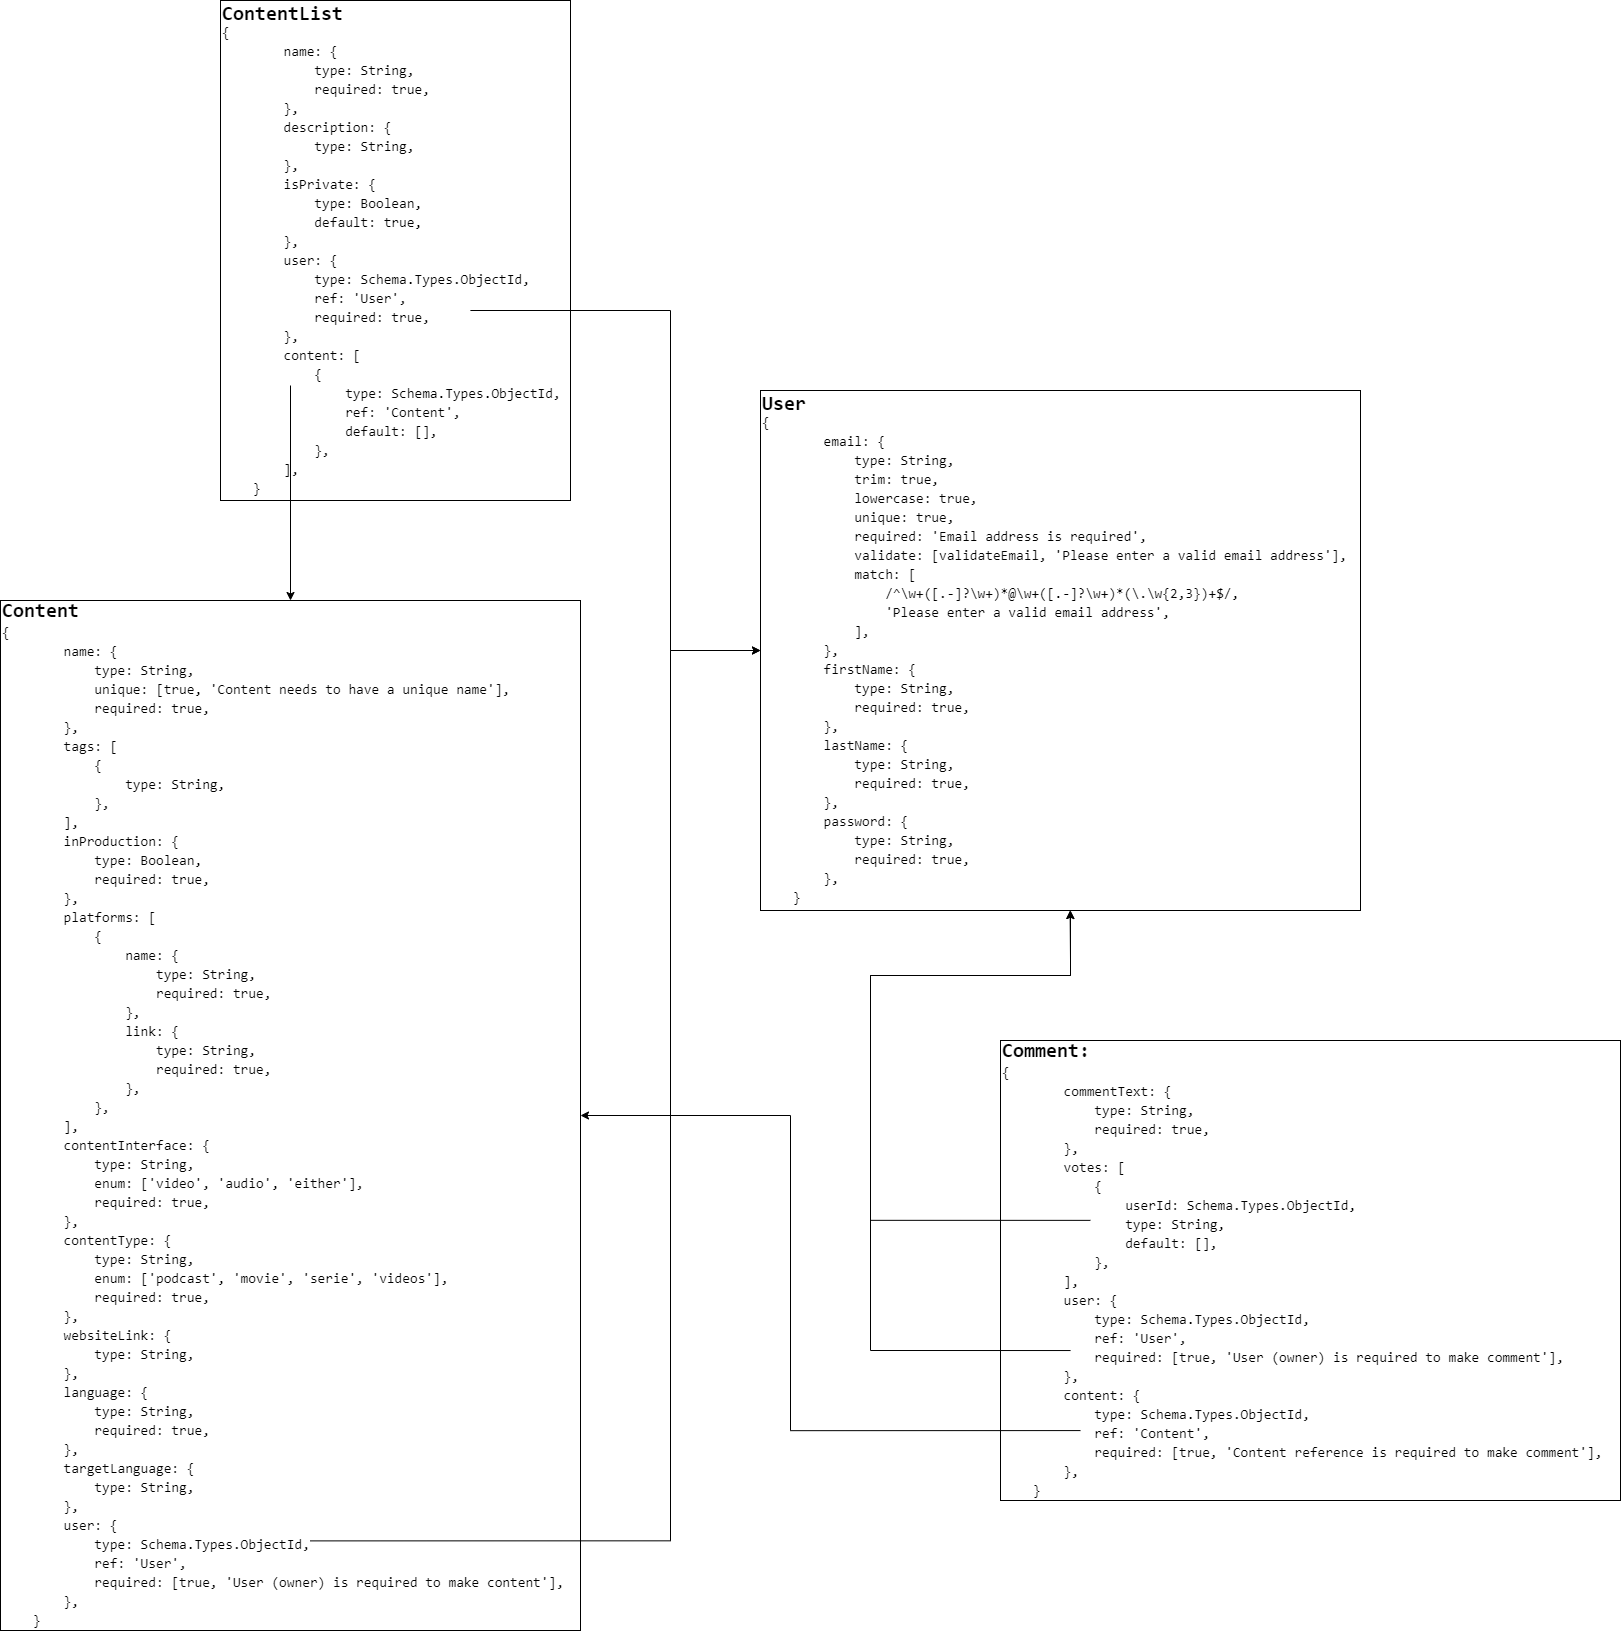 ContentList
{
name: {
type: String,
required: true,
},
description: {
type: String,
},
isPrivate: {
type: Boolean,
default: true,
},
user: {
type: Schema.Types.ObjectId,
ref: 'User',
required: true,
},
content: [
{
type: Schema.Types.ObjectId,
ref: 'Content',
default: [],
},
],
}
User
{
email: {
type: String,
trim: true,
lowercase: true,
unique: true,
required: 'Email address is required',
validate: [validateEmail, 'Please enter a valid email address'],
match: [
/^\w+([.-]?\w+)*@\w+([.-]?\w+)*(\.\w{2,3})+$/,
'Please enter a valid email address',
],
},
firstName: {
type: String,
required: true,
},
lastName: {
type: String,
required: true,
},
password: {
type: String,
required: true,
},
}
Content
{
name: {
type: String,
unique: [true, 'Content needs to have a unique name'],
required: true,
},
tags: [
{
type: String,
},
],
inProduction: {
type: Boolean,
required: true,
},
platforms: [
{
name: {
type: String,
required: true,
},
link: {
type: String,
required: true,
},
},
],
contentInterface: {
type: String,
enum: ['video', 'audio', 'either'],
required: true,
},
contentType: {
type: String,
enum: ['podcast', 'movie', 'serie', 'videos'],
required: true,
},
websiteLink: {
type: String,
},
language: {
type: String,
required: true,
},
targetLanguage: {
type: String,
},
user: {
type: Schema.Types.ObjectId,
ref: 'User',
required: [true, 'User (owner) is required to make content'],
},
}
Comment:
{
commentText: {
type: String,
required: true,
},
votes: [
{
userId: Schema.Types.ObjectId,
type: String,
default: [],
},
],
user: {
type: Schema.Types.ObjectId,
ref: 'User',
required: [true, 'User (owner) is required to make comment'],
},
content: {
type: Schema.Types.ObjectId,
ref: 'Content',
required: [true, 'Content reference is required to make comment'],
},
}